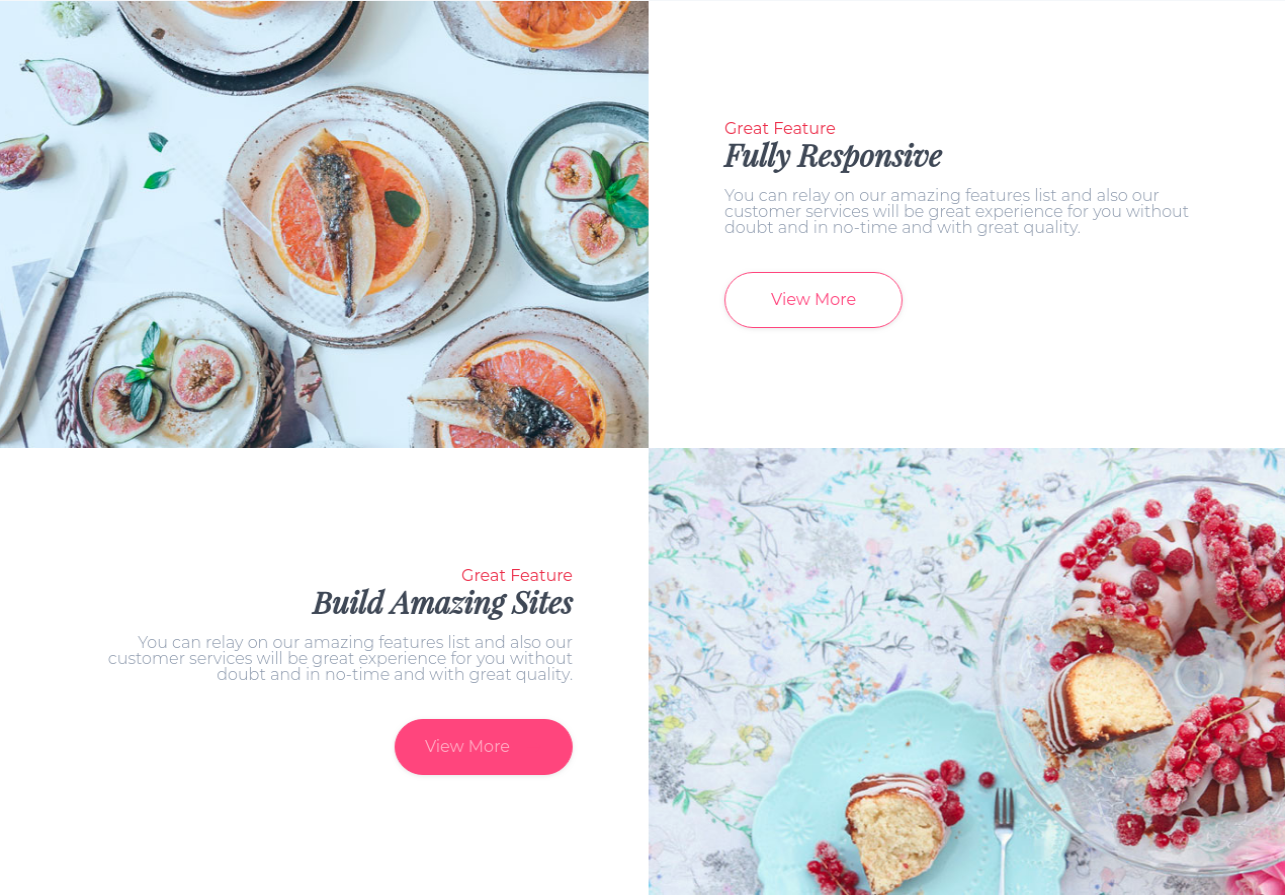 Great Feature
Fully Responsive
You can relay on our amazing features list and also our
customer services will be great experience for you without
doubt and in no-time and with great quality.
View More
Great Feature
Build Amazing Sites
You can relay on our amazing features list and also our
customer services will be great experience for you without
doubt and in no-time and with great quality.
View More